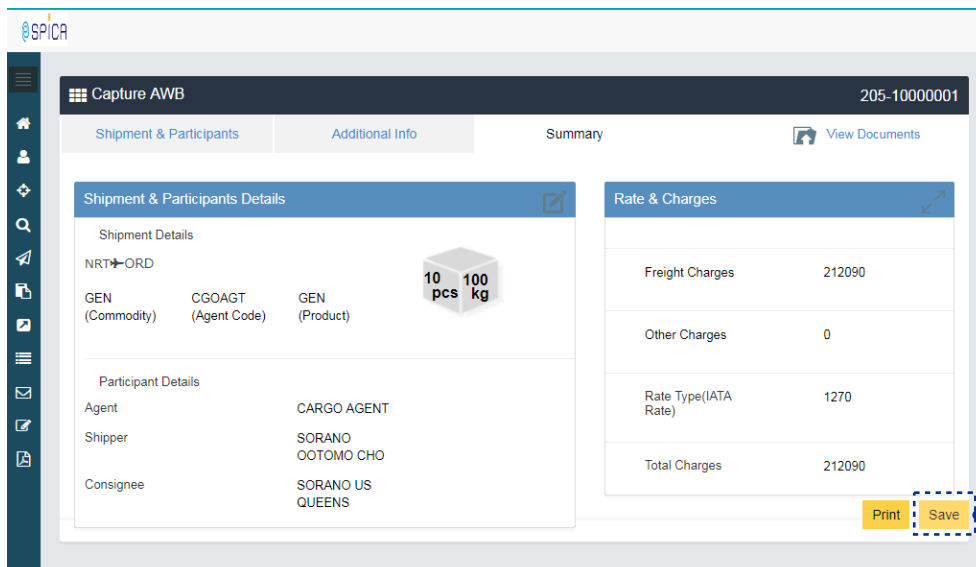 eSPICA
Capture AWB
205-10000001
Shipment & Participants
Additional Info
Summary
View Documents
Shipment & Participants Details
Shipment Details
NRT ORD
10 pcs
100 kg
GEN
(Commodity)
CGOAGT
(Agent Code)
GEN
(Product)
Participant Details
Agent
CARGO AGENT
Shipper
SORANO
OOTOMO CHO
Consignee
SORANO US
QUEENS
Rate & Charges
Freight Charges
212090
Other Charges
0
Rate Type(IATA
Rate)
1270
Total Charges
212090
Print
Save